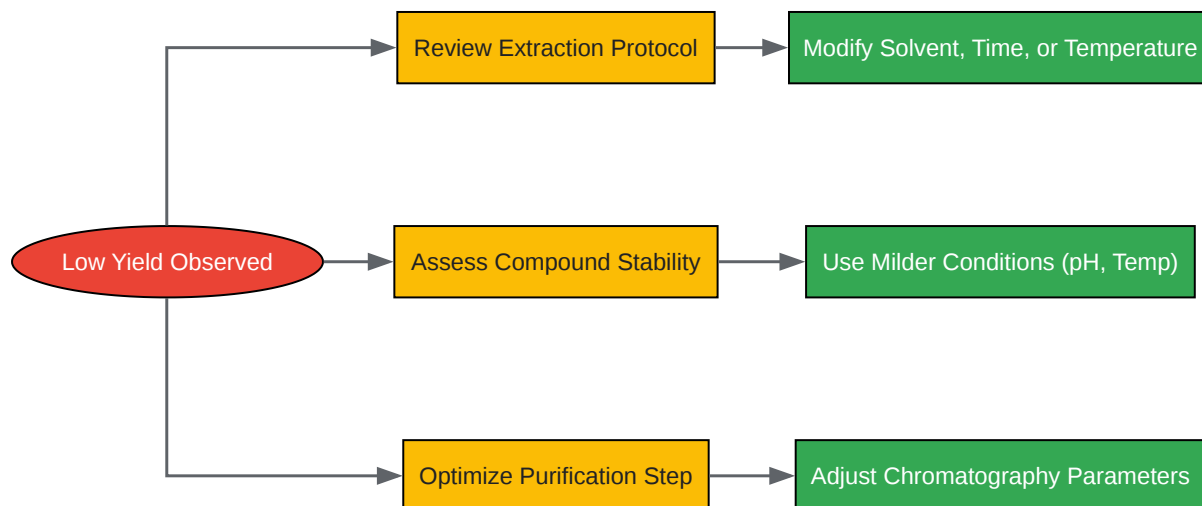 Review Extraction Protocol
Modify Solvent, Time, or Temperature
Low Yield Observed
Assess Compound Stability
Use Milder Conditions (pH, Temp)
Optimize Purification Step
Adjust Chromatography Parameters